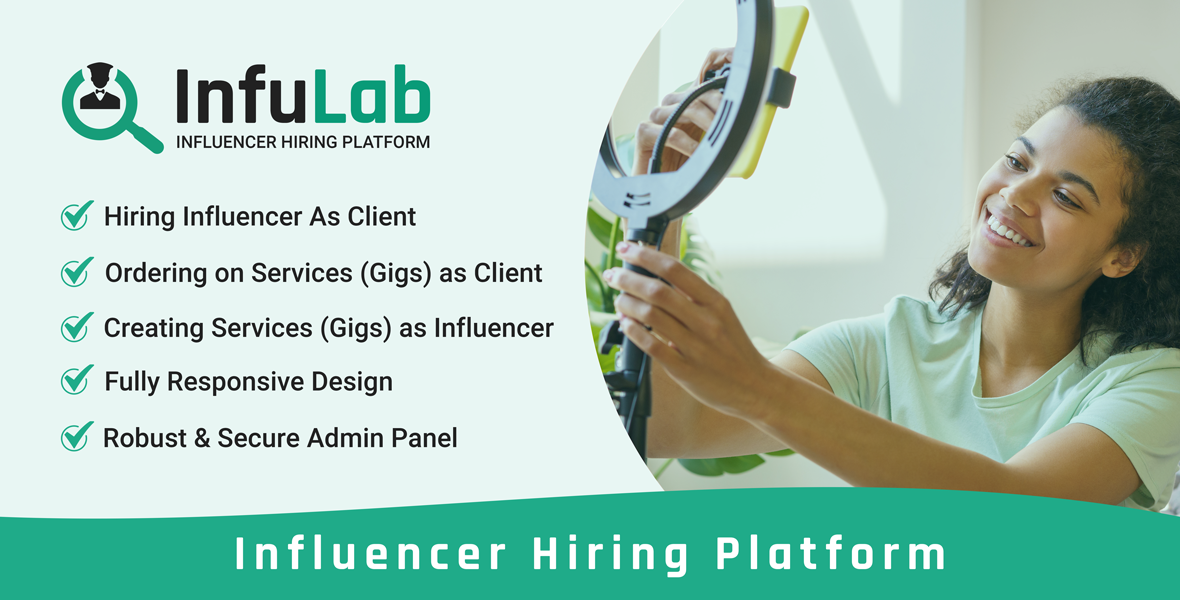 InfuLab
INFLUENCER HIRING PLATFORM
Hiring Influencer As Client
Ordering on Services (Gigs) as Client
Creating Services (Gigs) as Influencer
Fully Responsive Design
Robust & Secure Admin Panel
Influencer Hiring Platform